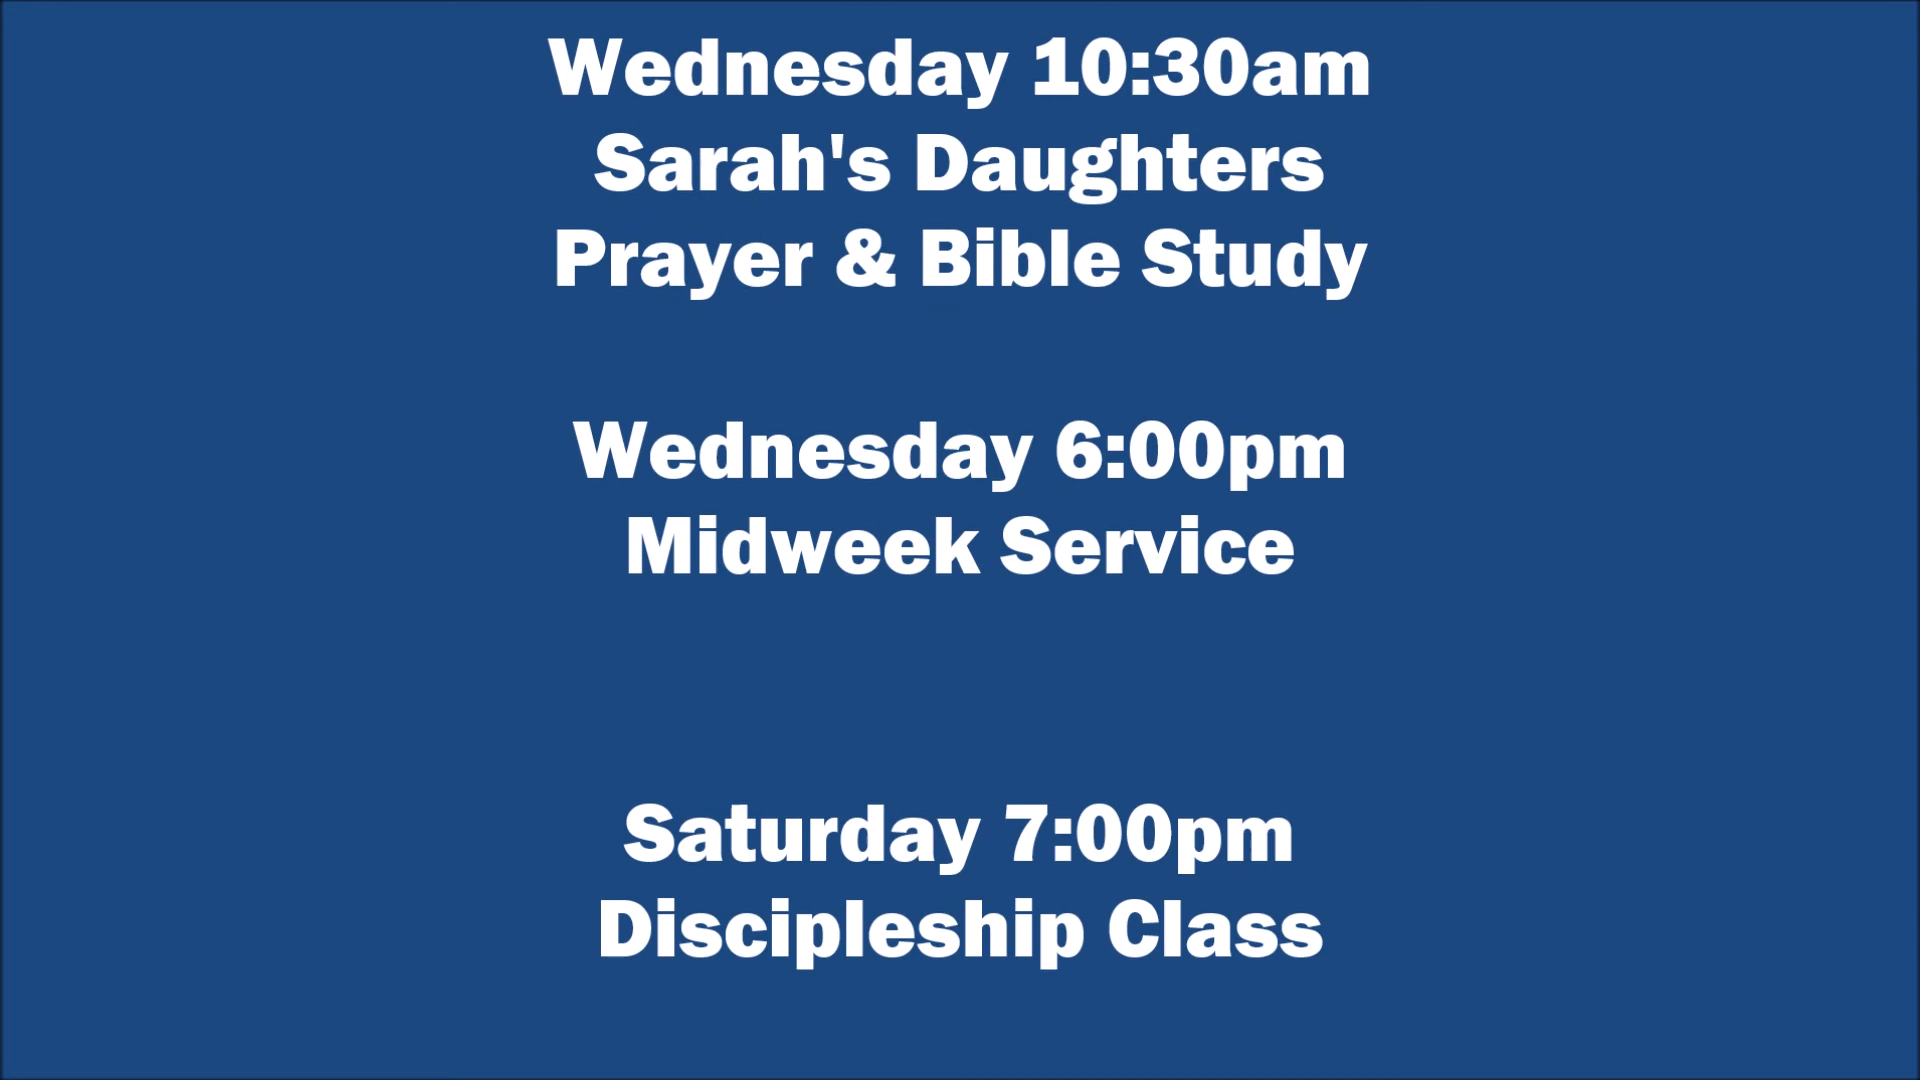 Wednesday 10:30am
Sarah's Daughters
Prayer & Bible Study
Wednesday 6:00pm
Midweek Service
Saturday 7:00pm
Discipleship Class